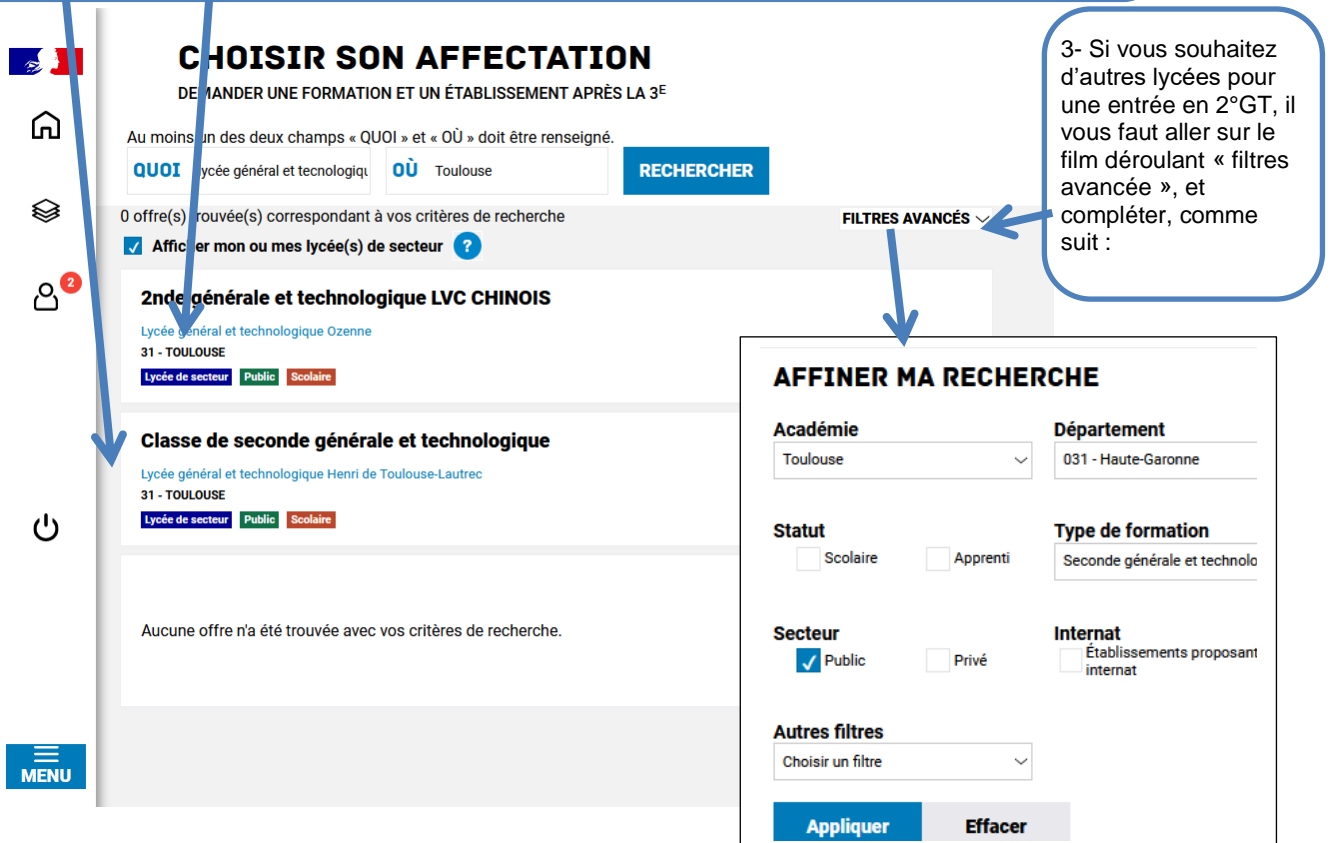 CHOISIR SON AFFECTATION
DEMANDER UNE FORMATION ET UN ÉTABLISSEMENT APRÈS LA 3E
Au moins un des deux champs « QUOI » et « OÙ » doit être renseigné.
QUOI lycée général et tecnologiqu OÙ Toulouse RECHERCHER
0 offre(s) trouvée(s) correspondant à vos critères de recherche
FILTRES AVANCÉS
Afficher mon ou mes lycée(s) de secteur ?
2
2nde générale et technologique LVC CHINOIS
Lycée général et technologique Ozenne
31 - TOULOUSE
Lycée de secteur Public Scolaire
Classe de seconde générale et technologique
Lycée général et technologique Henri de Toulouse-Lautrec
31 - TOULOUSE
Lycée de secteur Public Scolaire
Aucune offre n'a été trouvée avec vos critères de recherche.
MENU
3- Si vous souhaitez
d'autres lycées pour
une entrée en 2°GT, il
vous faut aller sur le
film déroulant « filtres
avancée », et
compléter, comme
suit :
AFFINER MA RECHERCHE
Académie Département
Toulouse 031 - Haute-Garonne
Statut Type de formation
Scolaire Apprenti Seconde générale et technolo
Secteur Internat
Public Privé Établissements proposant
internat
Autres filtres
Choisir un filtre
Appliquer Effacer